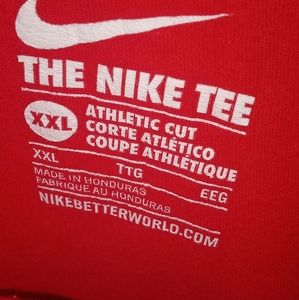 THE NIKE TEE
XXL
ATHLETIC CUT
CORTE ATLÉTICO
COUPE ATHLÉTIQUE
XXL TTG EEG
MADE IN HONDURAS
FABRIQUE AU HONDURAS
NIKEBETTERWORLD.COM